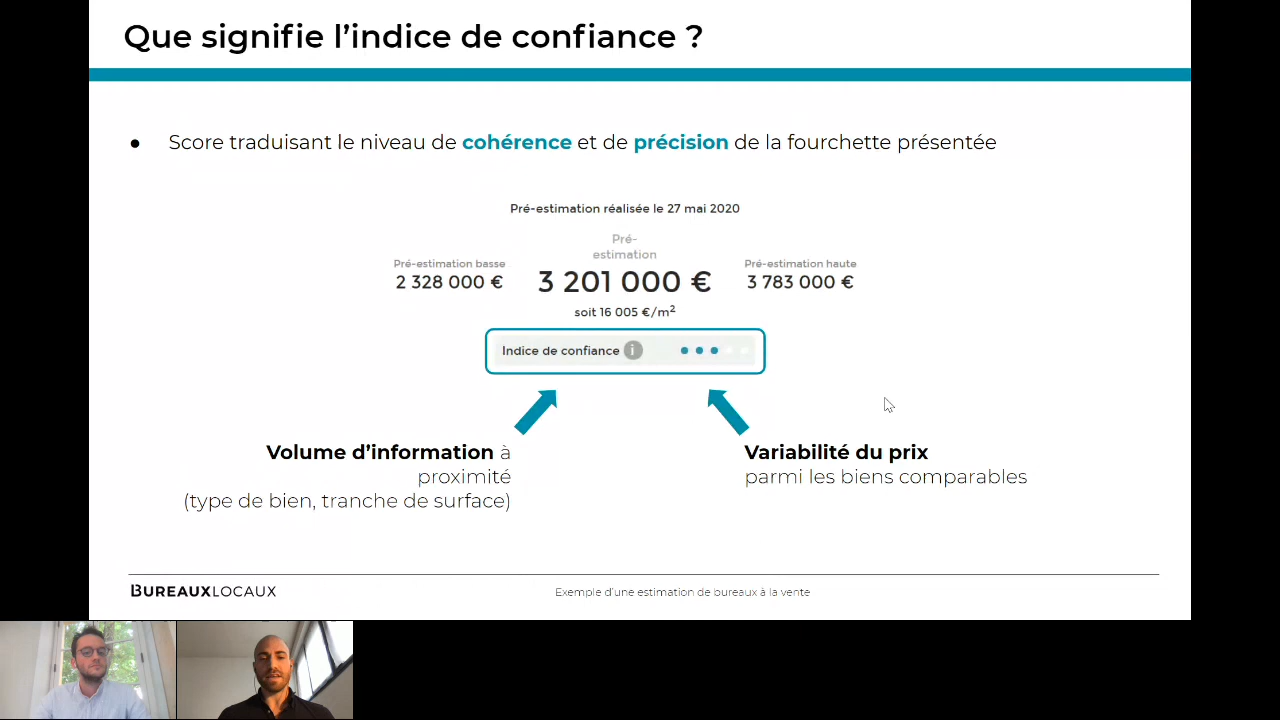 Que signifie l'indice de confiance ?
● Score traduisant le niveau de cohérence et de précision de la fourchette présentée
Pré-estimation réalisée le 27 mai 2020
Pré-
estimation
Pré-estimation basse
2 328 000 €
3 201 000 €
Pré-estimation haute
3 783 000 €
soit 16 005 €/m²
Indice de confiance i
Volume d'information à
proximité
(type de bien, tranche de surface)
Variabilité du prix
parmi les biens comparables
BUREAUXLOCAUX
Exemple d'une estimation de bureaux à la vente